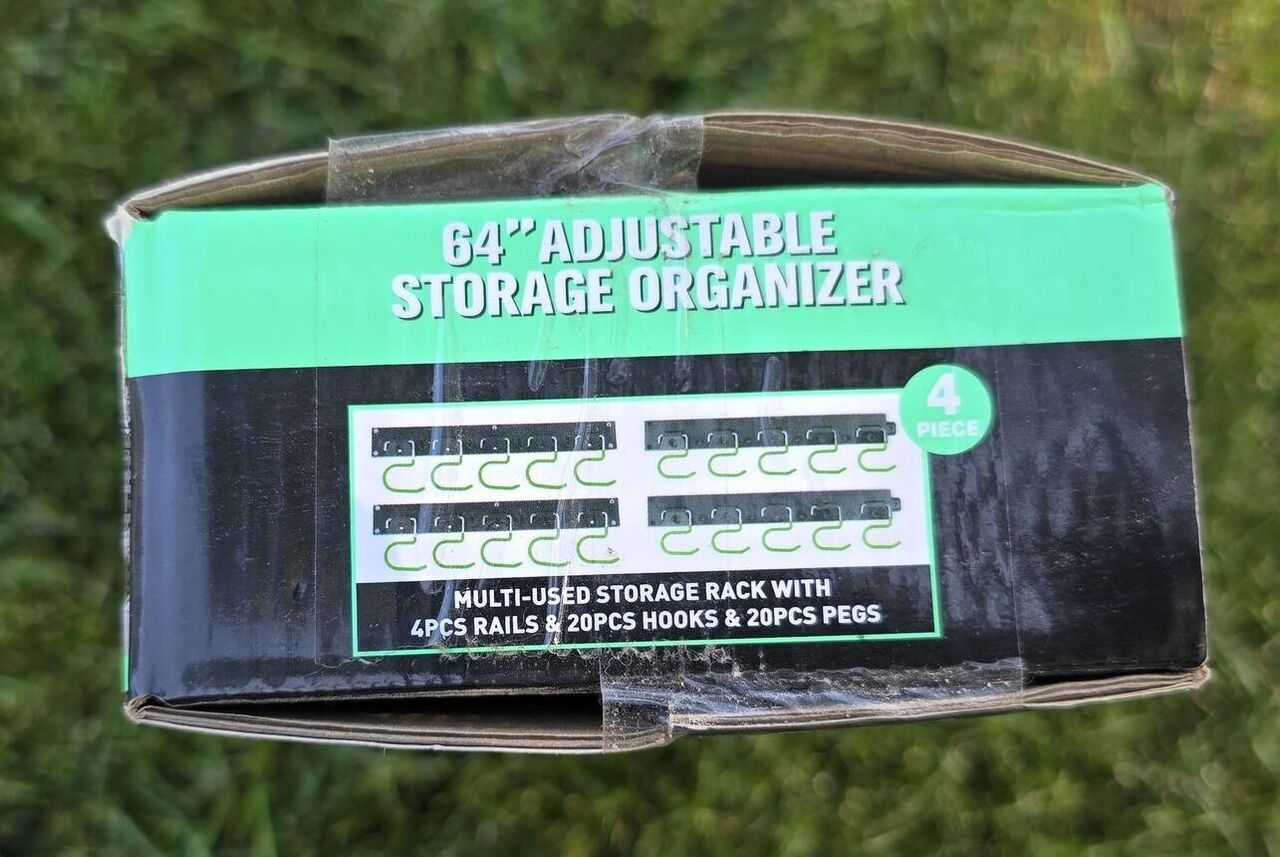 64” ADJUSTABLE
STORAGE ORGANIZER
4
PIECE
MULTI-USED STORAGE RACK WITH
4PCS RAILS & 20PCS HOOKS & 20PCS PEGS